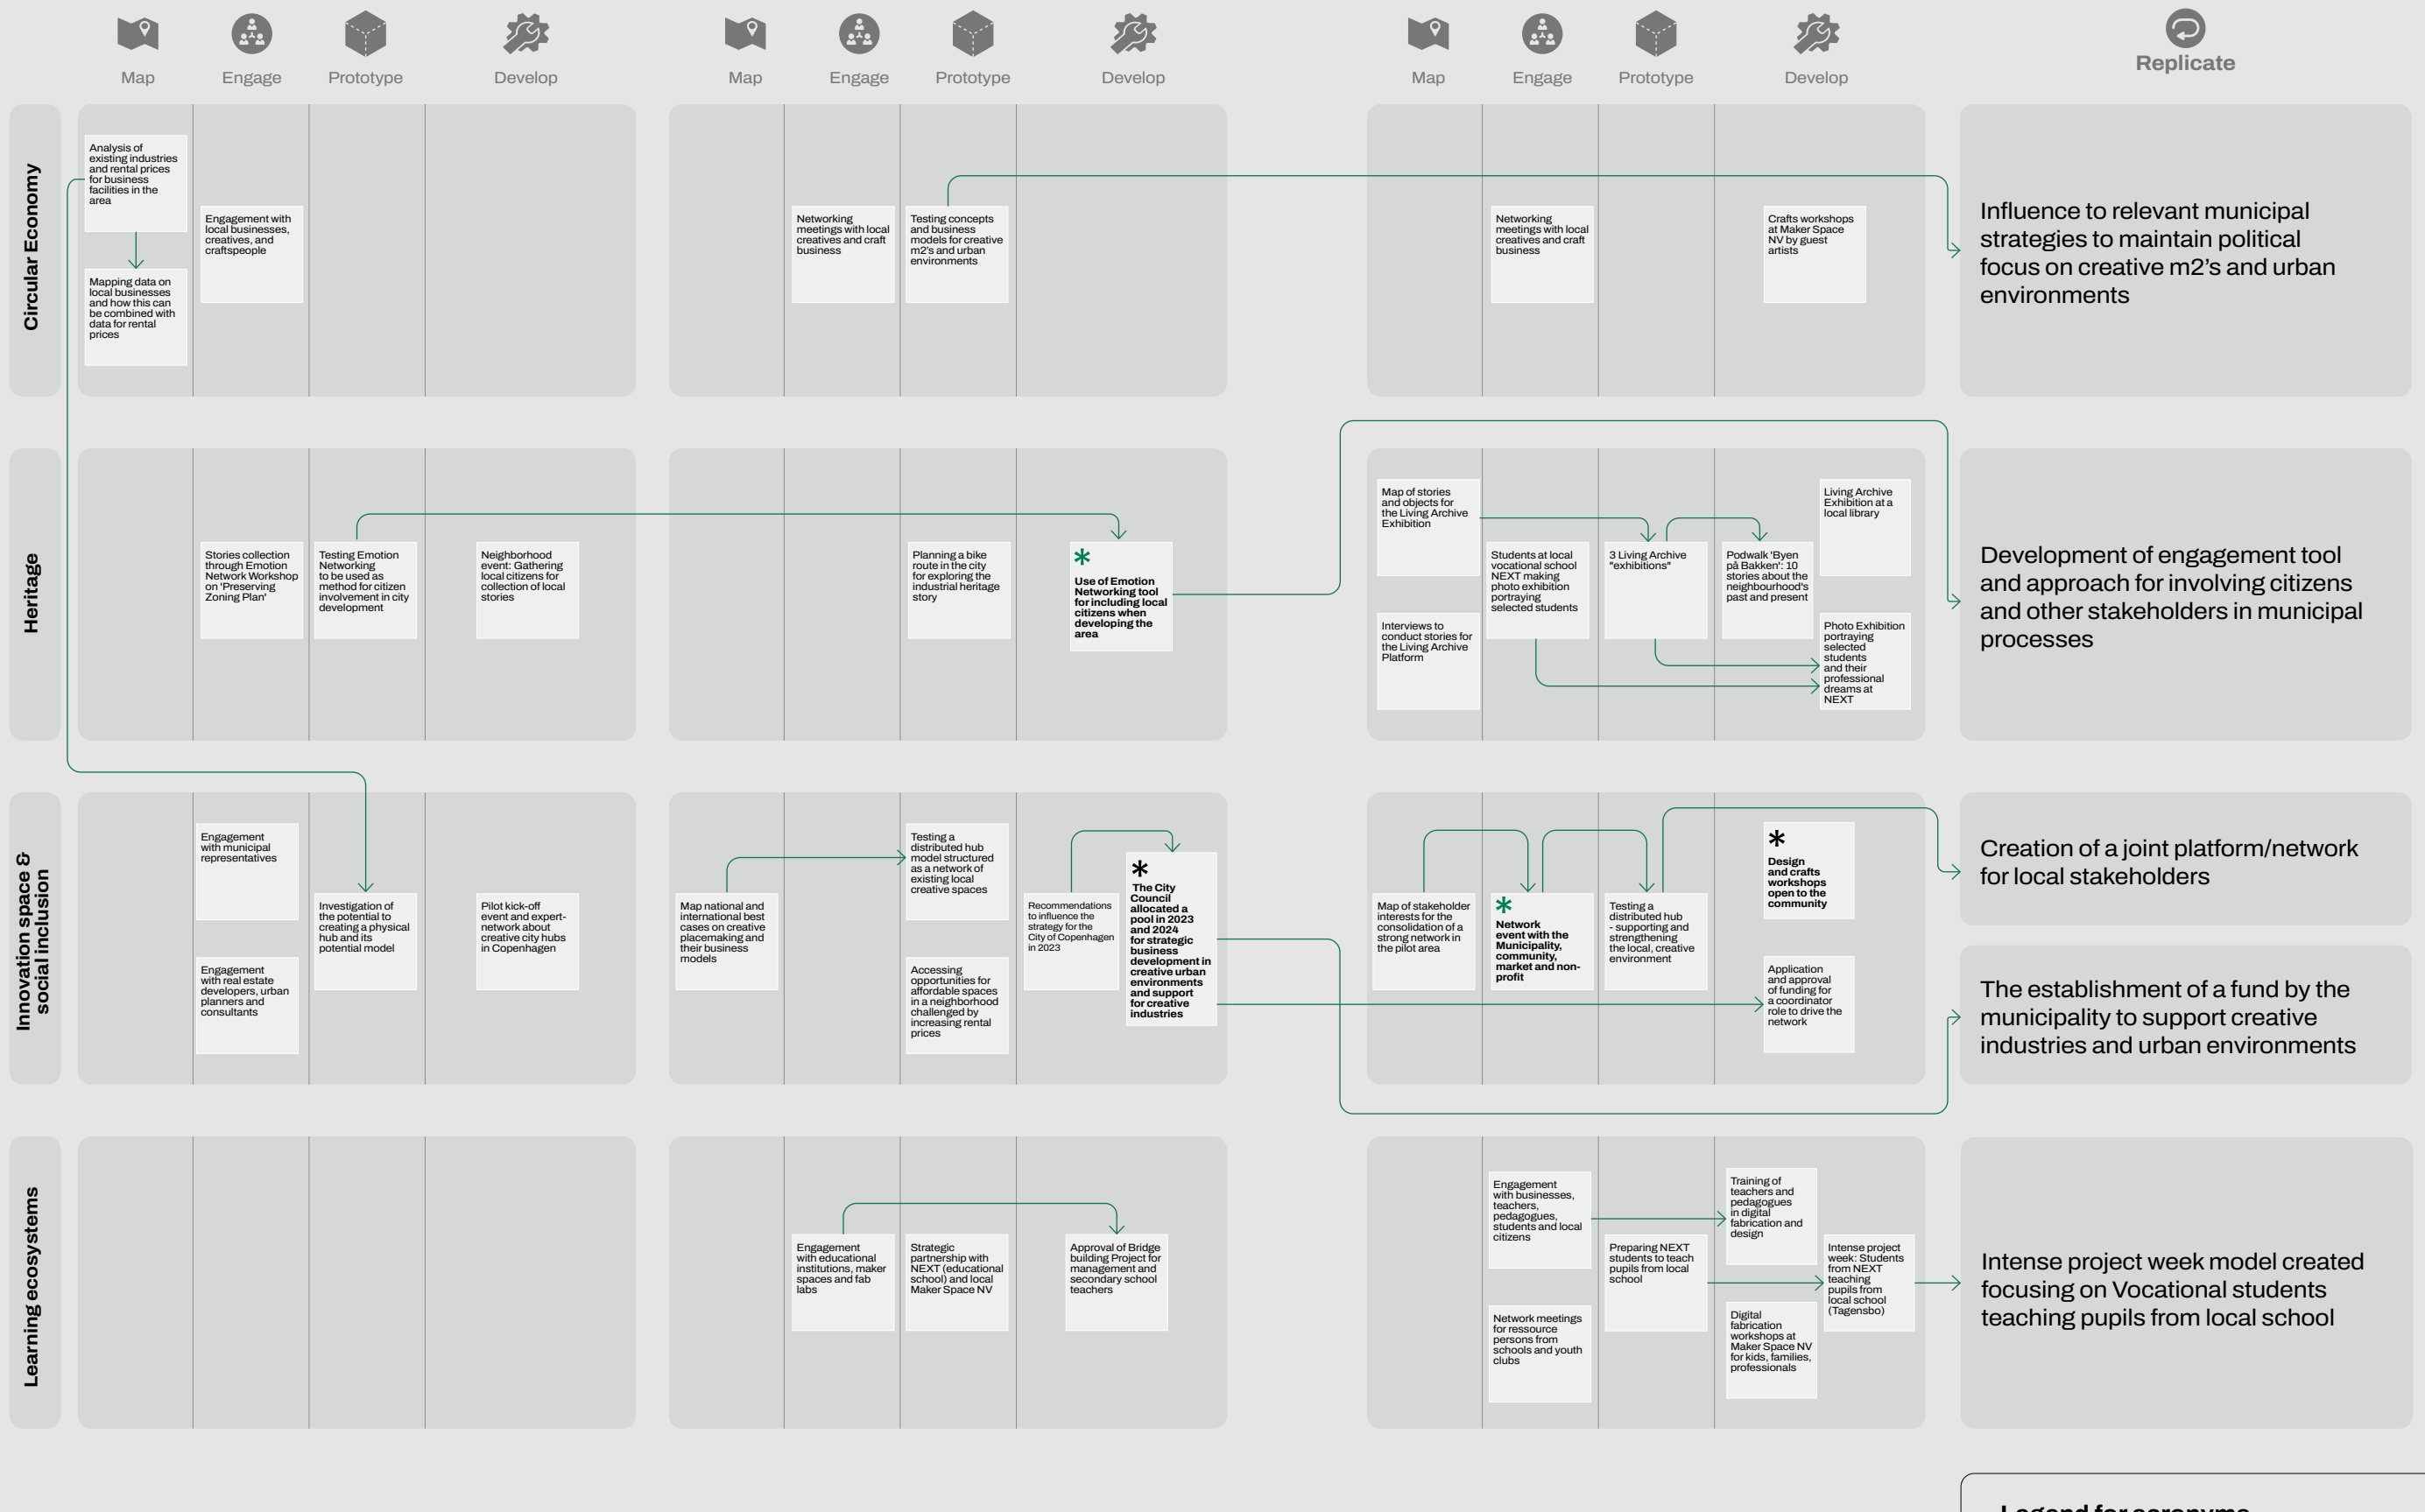 Map
Engage
Prototype
Develop
Map
Engage
Prototype
Develop
Map
Engage
Prototype
Develop
Replicate
Circular Economy
Analysis of
existing industries
and rental prices
for business
facilities in the
area
Mapping data on
local businesses
and how this can
be combined with
data for rental
prices
Engagement with
local businesses,
creatives, and
craftspeople
Networking
meetings with local
creatives and craft
business
Testing concepts
and business
models for creative
m2's and urban
environments
Networking
meetings with local
creatives and craft
business
Crafts workshops
at Maker Space
NV by guest
artists
Influence to relevant municipal
strategies to maintain political
focus on creative m2's and urban
environments
Heritage
Stories collection
through Emotion
Network Workshop
on 'Preserving
Zoning Plan'
Testing Emotion
Networking
to be used as
method for citizen
involvement in city
development
Neighborhood
event: Gathering
local citizens for
collection of local
stories
Planning a bike
route in the city
for exploring the
industrial heritage
story
*
Use of Emotion
Networking tool
for including local
citizens when
developing the
area
Map of stories
and objects for
the Living Archive
Exhibition
Interviews to
conduct stories for
the Living Archive
Platform
Students at local
vocational school
NEXT making
photo exhibition
portraying
selected students
3 Living Archive
"exhibitions"
Podwalk 'Byen
på Bakken': 10
stories about the
neighbourhood's
past and present
Living Archive
Exhibition at a
local library
Photo Exhibition
portraying
selected
students
and their
professional
dreams at
NEXT
Development of engagement tool
and approach for involving citizens
and other stakeholders in municipal
processes
Innovation space &
social inclusion
Engagement
with municipal
representatives
Engagement
with real estate
developers, urban
planners and
consultants
Investigation of
the potential to
creating a physical
hub and its
potential model
Pilot kick-off
event and expert-
network about
creative city hubs
in Copenhagen
Map national and
international best
cases on creative
placemaking and
their business
models
Testing a
distributed hub
model structured
as a network of
existing local
creative spaces
Accessing
opportunities for
affordable spaces
in a neighborhood
challenged by
increasing rental
prices
Recommendations
to influence the
strategy for the
City of Copenhagen
in 2023
*
The City
Council
allocated a
pool in 2023
and 2024
for strategic
business
development in
creative urban
environments
and support
for creative
industries
Map of stakeholder
interests for the
consolidation of a
strong network in
the pilot area
*
Network
event with the
Municipality,
community,
market and non-
profit
Testing a
distributed hub
- supporting and
strengthening
the local, creative
environment
*
Design
and crafts
workshops
open to the
community
Application
and approval
of funding for
a coordinator
role to drive the
network
Creation of a joint platform/network
for local stakeholders
The establishment of a fund by the
municipality to support creative
industries and urban environments
Learning ecosystems
Engagement
with educational
institutions, maker
spaces and fab
labs
Strategic
partnership with
NEXT (educational
school) and local
Maker Space NV
Approval of Bridge
building Project for
management and
secondary school
teachers
Engagement
with businesses,
teachers,
pedagogues,
students and local
citizens
Network meetings
for ressource
persons from
schools and youth
clubs
Preparing NEXT
students to teach
pupils from local
school
Training of
teachers and
pedagogues
in digital
fabrication and
design
Digital
fabrication
workshops at
Maker Space NV
for kids, families,
professionals
Intense project
week: Students
from NEXT
teaching
pupils from
local school
(Tagensbo)
Intense project week model created
focusing on Vocational students
teaching pupils from local school
Legend for acronyms